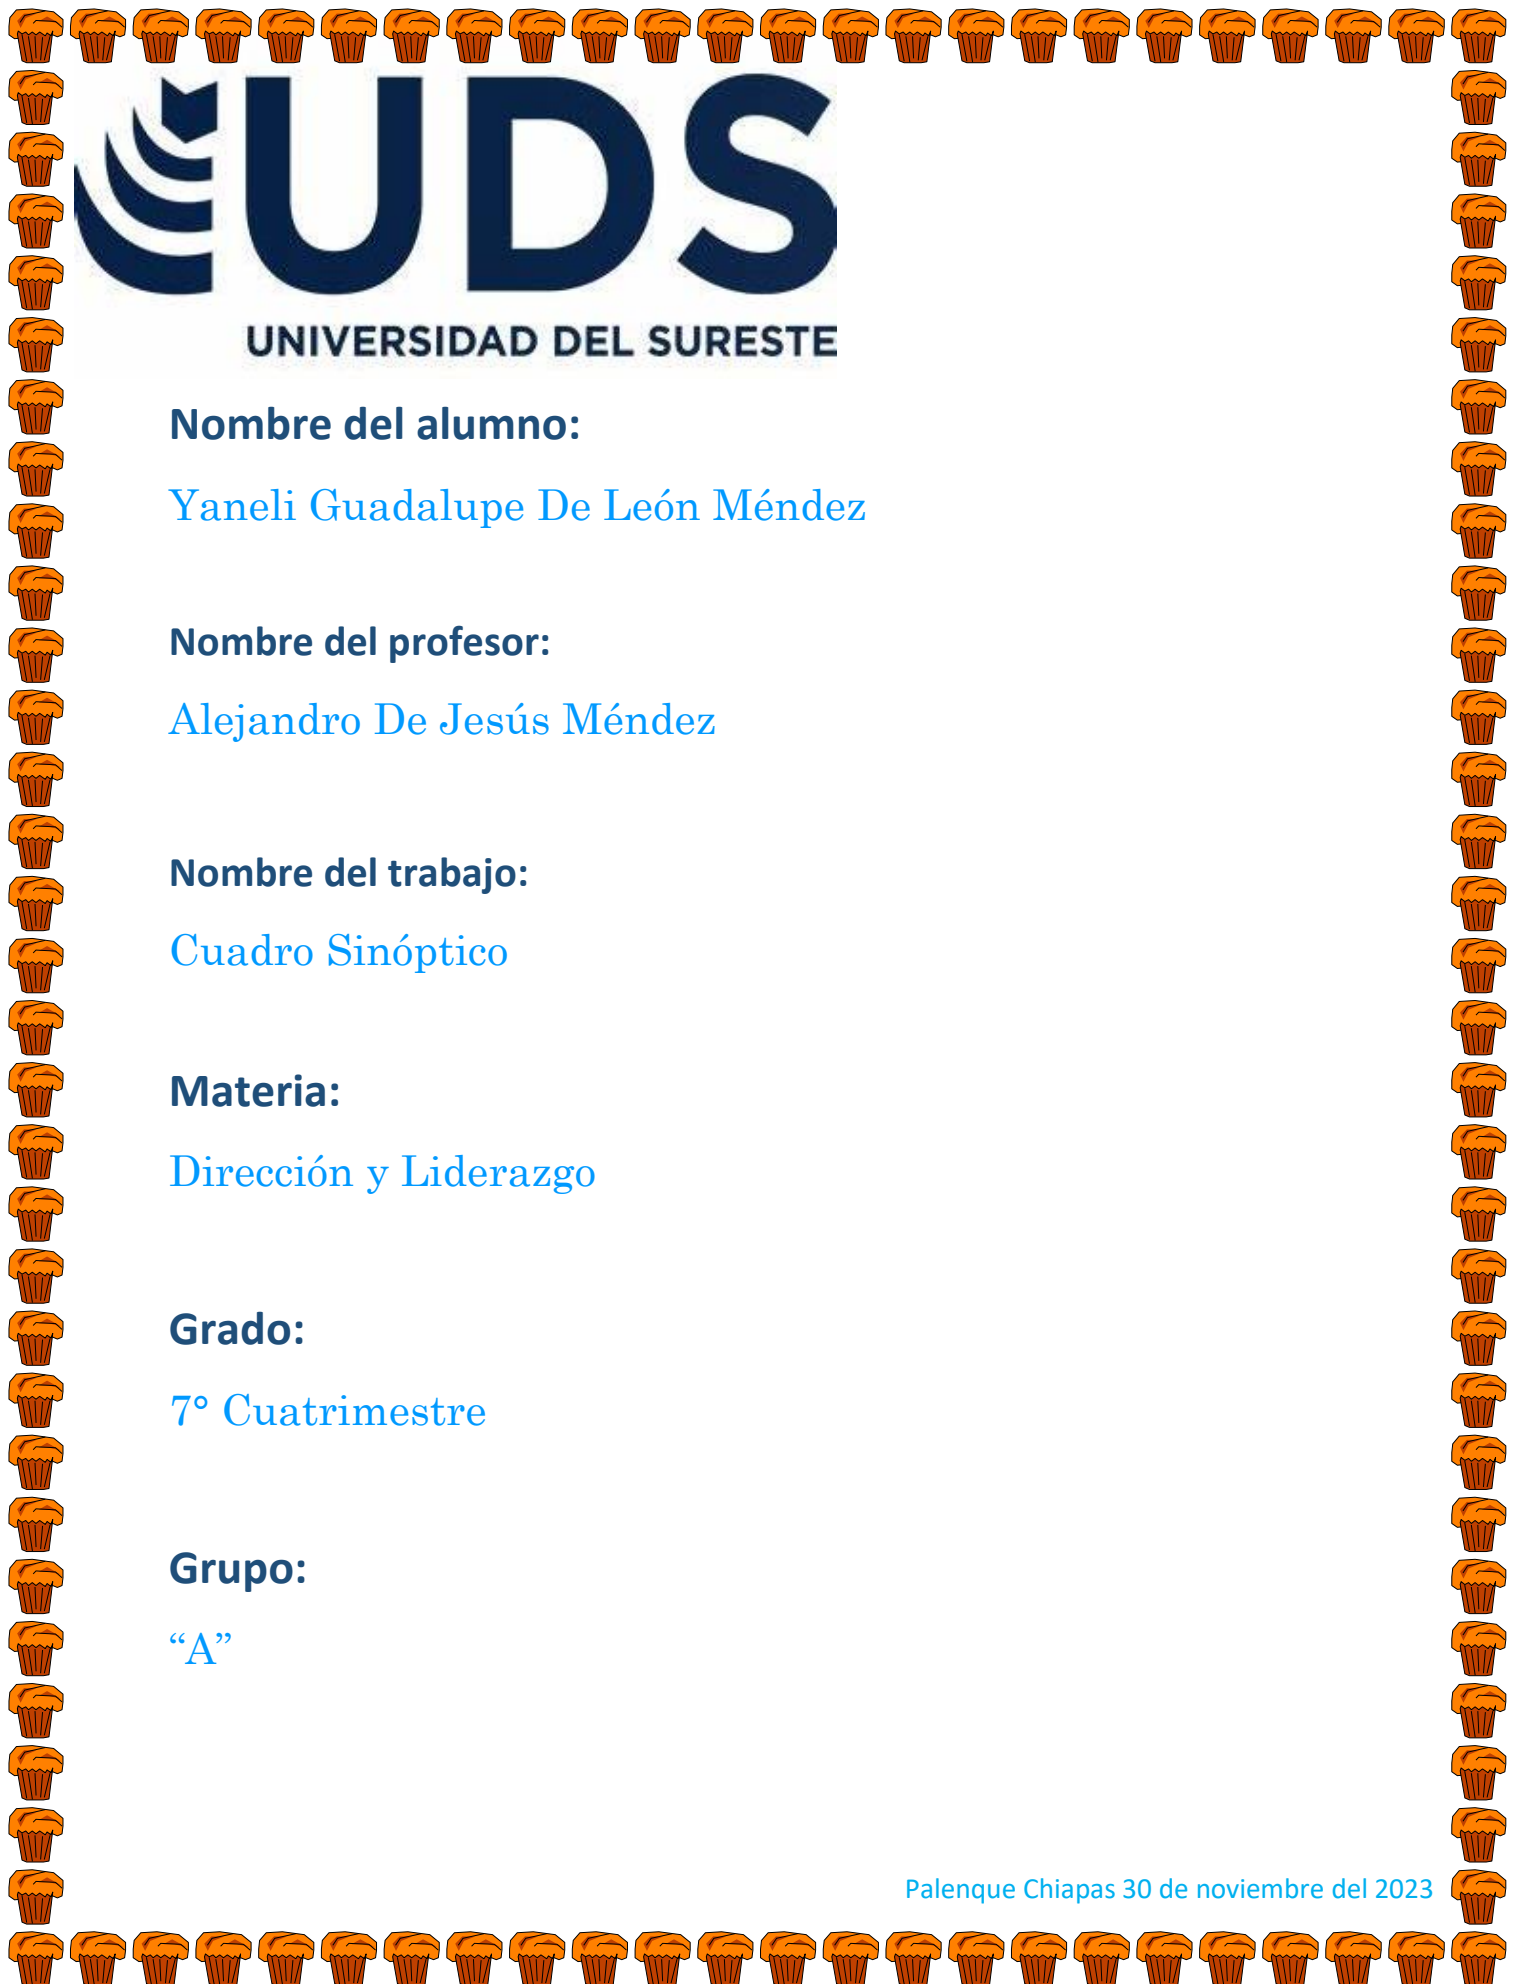 UDS
UNIVERSIDAD DEL SURESTE
Nombre del alumno:
Yaneli Guadalupe De León Méndez
Nombre del profesor:
Alejandro De Jesús Méndez
Nombre del trabajo:
Cuadro Sinóptico
Materia:
Dirección y Liderazgo
Grado:
7° Cuatrimestre
Grupo:
“A”
Palenque Chiapas 30 de noviembre del 2023